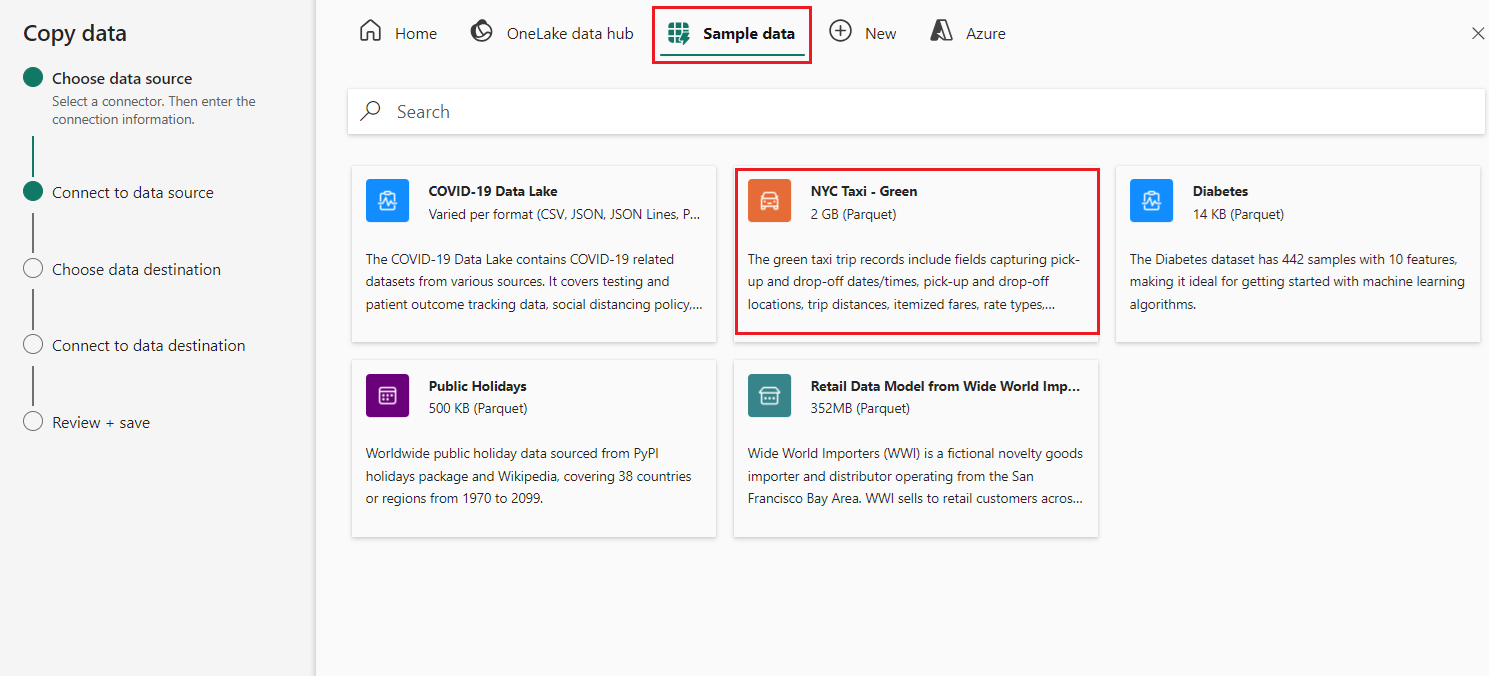 Copy data
Choose data source
Select a connector. Then enter the
connection information.
Connect to data source
Choose data destination
Connect to data destination
Review + save
Home
OneLake data hub
Sample data
New
Azure
Search
COVID-19 Data Lake
Varied per format (CSV, JSON, JSON Lines, P...
The COVID-19 Data Lake contains COVID-19 related
datasets from various sources. It covers testing and
patient outcome tracking data, social distancing policy,...
NYC Taxi - Green
2 GB (Parquet)
The green taxi trip records include fields capturing pick-
up and drop-off dates/times, pick-up and drop-off
locations, trip distances, itemized fares, rate types,...
Diabetes
14 KB (Parquet)
The Diabetes dataset has 442 samples with 10 features,
making it ideal for getting started with machine learning
algorithms.
Public Holidays
500 KB (Parquet)
Worldwide public holiday data sourced from PyPI
holidays package and Wikipedia, covering 38 countries
or regions from 1970 to 2099.
Retail Data Model from Wide World Imp...
352MB (Parquet)
Wide World Importers (WWI) is a fictional novelty goods
importer and distributor operating from the San
Francisco Bay Area. WWI sells to retail customers acros...